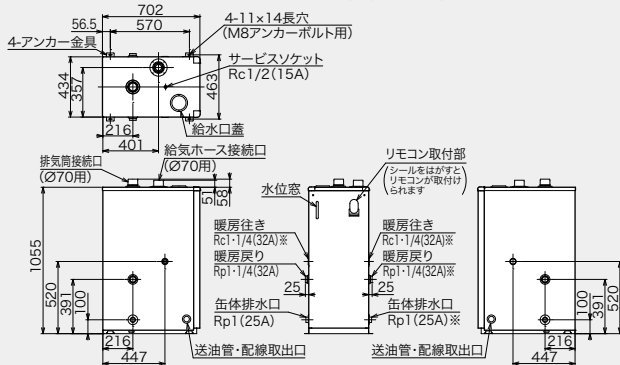 702
56.5
570
4-11×14長穴
(M8アンカーボルト用)
4-アンカー金具
サービスソケット
Rc1/2(15A)
434
357
463
216
401
給水口蓋
給気ホース接続口
(Ø70用)
排気筒接続口
(Ø70用)
51
58
リモコン取付部
(シールをはがすと
リモコンが取付け
られます)
水位窓
暖房往き
Rc1・1/4(32A)※
暖房戻り
Rp1・1/4(32A)
25
缶体排水口
Rp1(25A)
暖房往き
Rc1・1/4(32A)※
暖房戻り
Rp1・1/4(32A)※
25
缶体排水口
Rp1(25A)※
1055
520
391
100
216
447
送油管・配線取出口
送油管・配線取出口
100
391
520
216
447